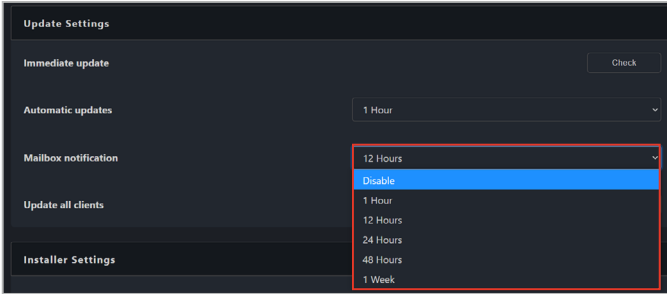 Update Settings
Immediate update
Check
Automatic updates
1 Hour
Mailbox notification
12 Hours
Disable
1 Hour
12 Hours
24 Hours
48 Hours
1 Week
Update all clients
Installer Settings